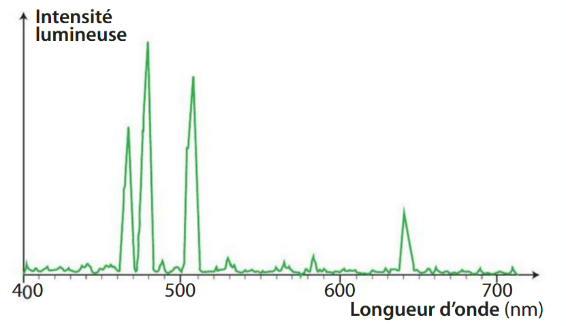 Intensité
lumineuse
400
500
600
700
Longueur d’onde (nm)